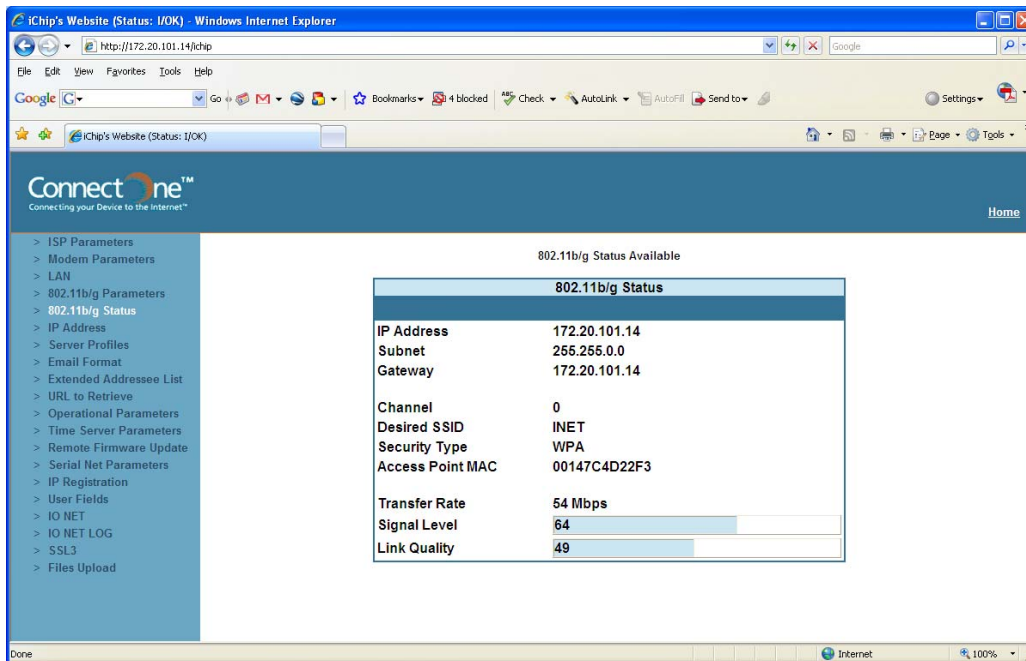 iChip's Website (Status: I/OK) - Windows Internet Explorer
http://172.20.101.14/ichip
Google
File Edit View Favorites Tools Help
Google G Go Bookmarks 4 blocked Check AutoLink AutoFill Send to Settings
iChip's Website (Status: I/OK) Page Tools
ConnectOne™
Connecting your Device to the Internet™
Home
> ISP Parameters
> Modem Parameters
> LAN
> 802.11b/g Parameters
> 802.11b/g Status
> IP Address
> Server Profiles
> Email Format
> Extended Addressee List
> URL to Retrieve
> Operational Parameters
> Time Server Parameters
> Remote Firmware Update
> Serial Net Parameters
> IP Registration
> User Fields
> IO NET
> IO NET LOG
> SSL3
> Files Upload
802.11b/g Status Available
802.11b/g Status
IP Address 172.20.101.14
Subnet 255.255.0.0
Gateway 172.20.101.14
Channel 0
Desired SSID INET
Security Type WPA
Access Point MAC 00147C4D22F3
Transfer Rate 54 Mbps
Signal Level 64
Link Quality 49
Done Internet 100%